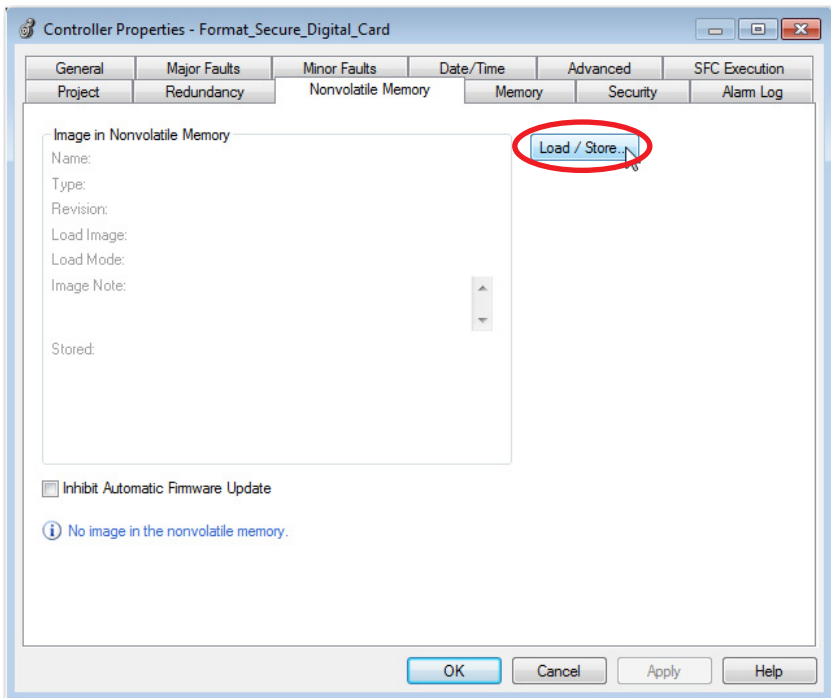 Controller Properties - Format_Secure_Digital_Card
General Major Faults Minor Faults Date/Time Advanced SFC Execution
Project Redundancy Nonvolatile Memory Memory Security Alarm Log
Image in Nonvolatile Memory
Load / Store...
Name:
Type:
Revision:
Load Image:
Load Mode:
Image Note:
Stored:
Inhibit Automatic Firmware Update
No image in the nonvolatile memory.
OK Cancel Apply Help